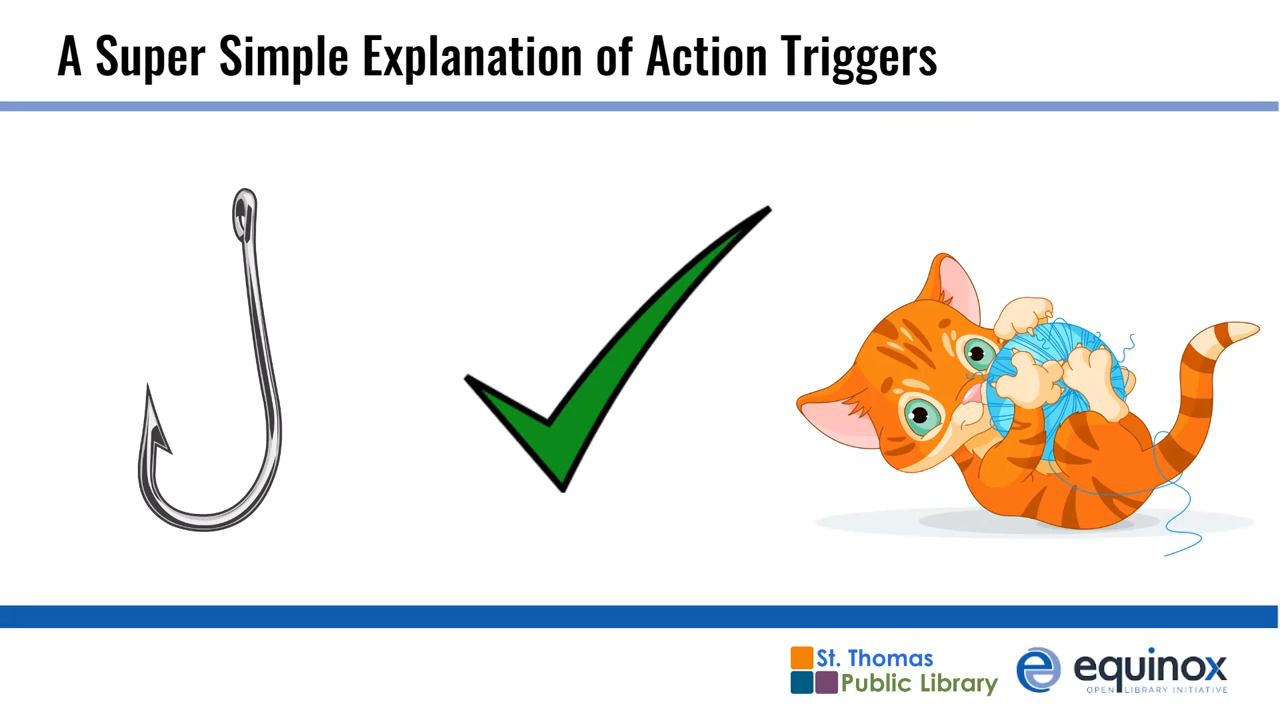 A Super Simple Explanation of Action Triggers
St. Thomas
Public Library
equinox
OPEN LIBRARY INITIATIVE